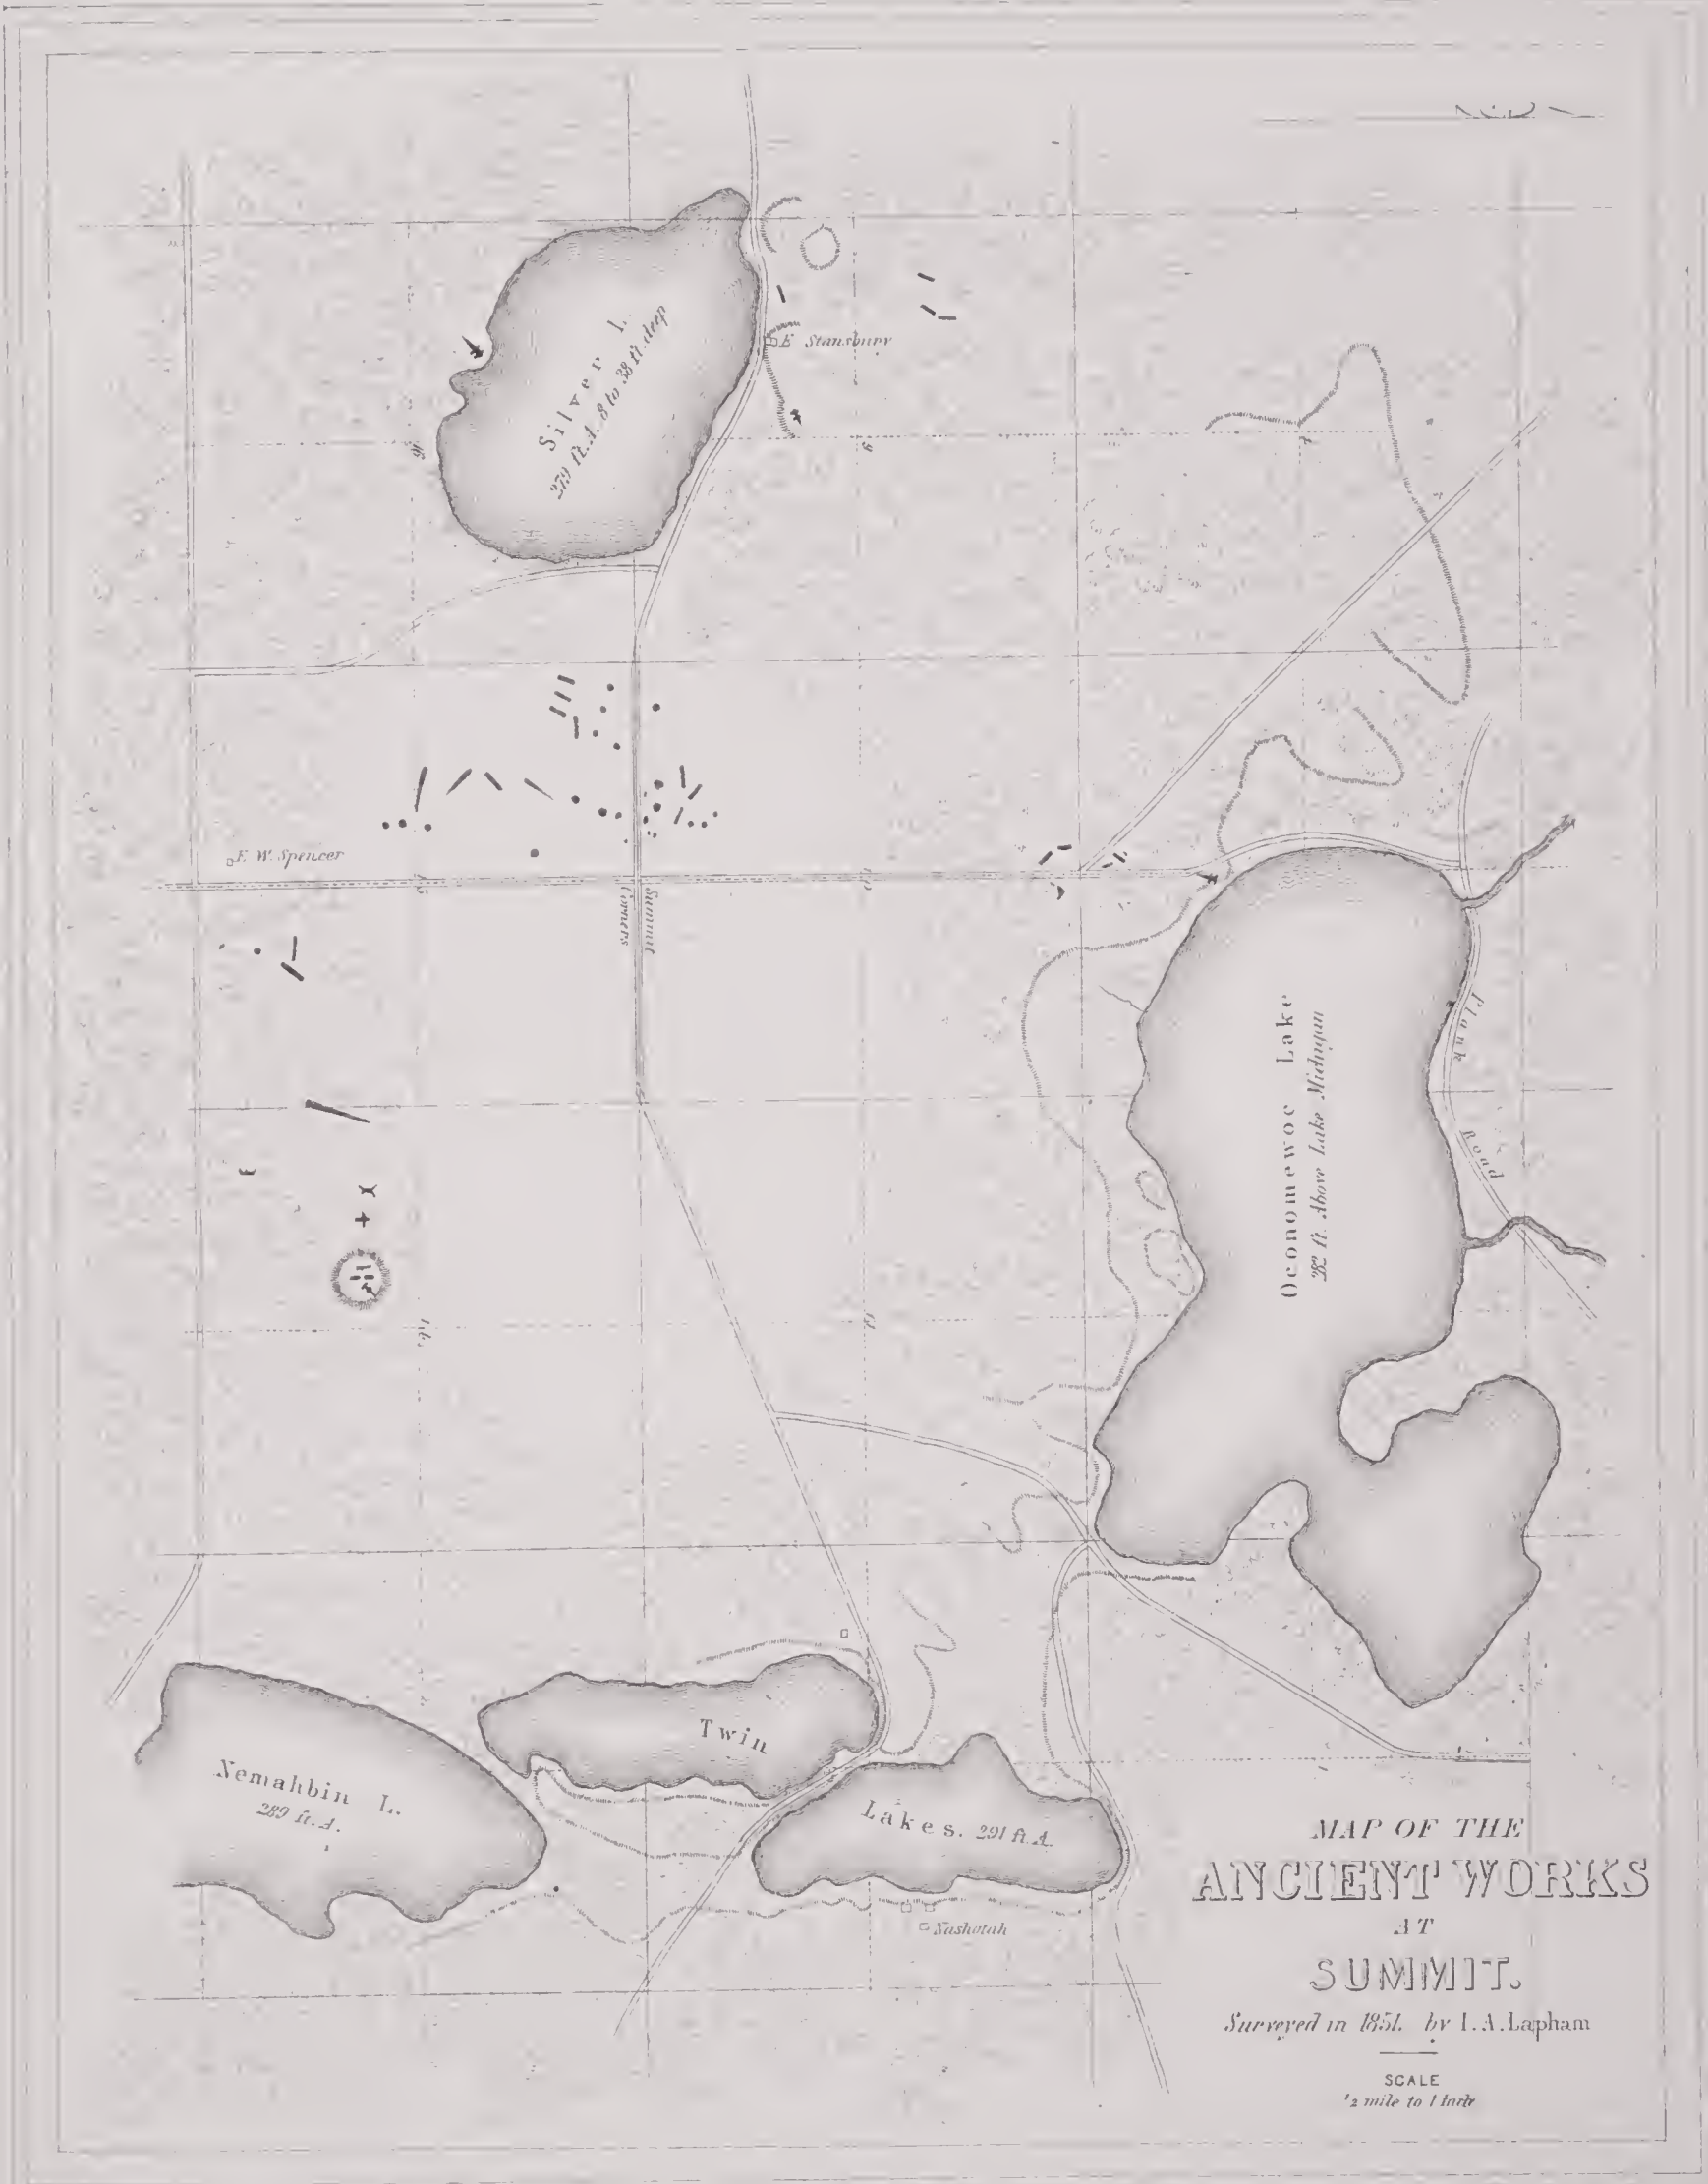 Silver L.
279 ft. A. 8 to 38 ft. deep
E Stansbury
F. W. Spencer
Summit
Corners
Oconomewoc Lake
282 ft. Above Lake Michigan
Plank
Road
Twin
Lakes. 291 ft. A.
Nemahbin L.
289 ft. A.
Nashotah
MAP OF THE
ANCIENT WORKS
AT
SUMMIT.
Surveyed in 1851. by I. A. Lapham
SCALE
1/2 mile to 1 Inch